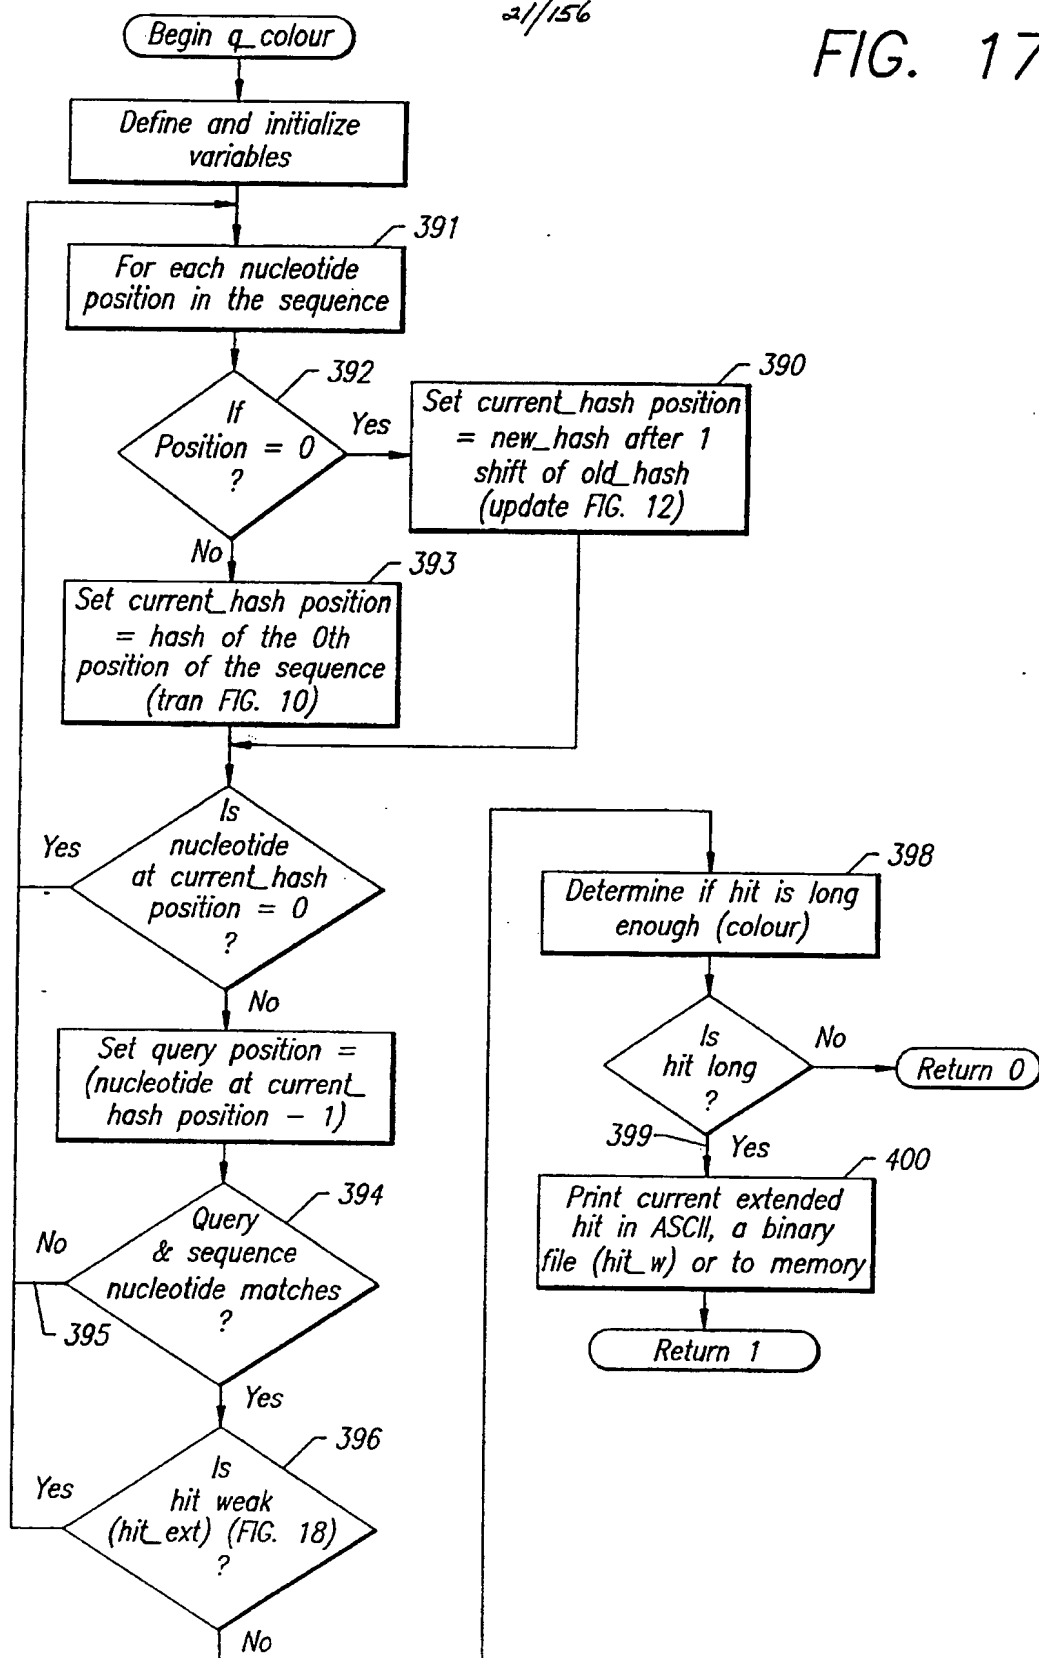 21/156
FIG. 17
Begin q_colour
Define and initialize
variables
391
For each nucleotide
position in the sequence
392
If
Position = 0
?
Yes
390
Set current_hash position
= new_hash after 1
shift of old_hash
(update FIG. 12)
No
393
Set current_hash position
= hash of the 0th
position of the sequence
(tran FIG. 10)
Is
nucleotide
at current_hash
position = 0
?
Yes
No
Set query position =
(nucleotide at current_
hash position - 1)
394
Query
& sequence
nucleotide matches
?
No
395
Yes
396
Is
hit weak
(hit_ext) (FIG. 18)
?
Yes
No
398
Determine if hit is long
enough (colour)
Is
hit long
?
No
Return 0
399
Yes
400
Print current extended
hit in ASCII, a binary
file (hit_w) or to memory
Return 1